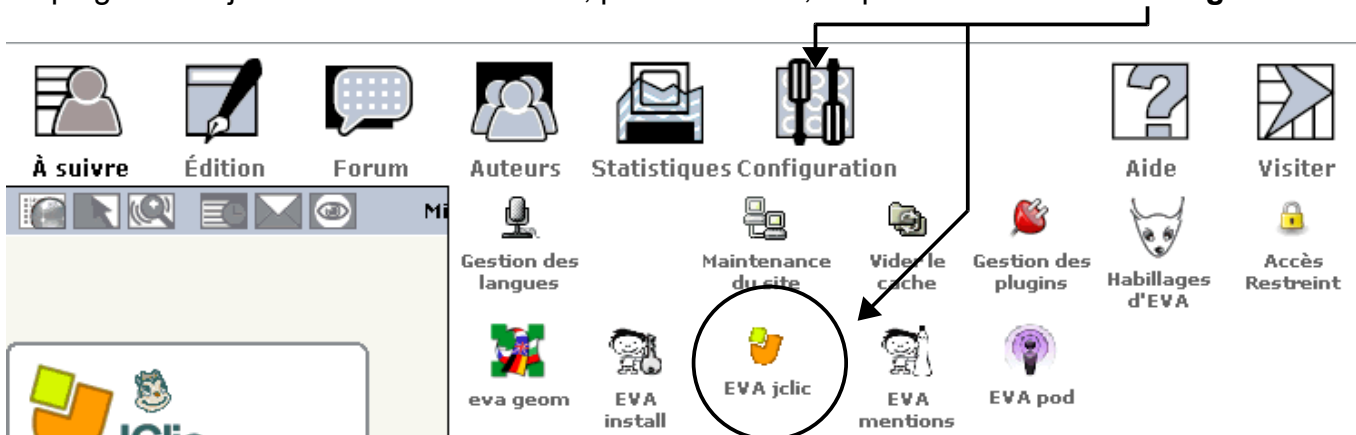 À suivre Édition Forum Auteurs Statistiques Configuration Aide Visiter
Gestion des langues
Maintenance du site
Vider le cache
Gestion des plugins
Habillages d'EVA
Accès Restreint
eva geom
EVA install
EVA jclic
EVA mentions
EVA pod